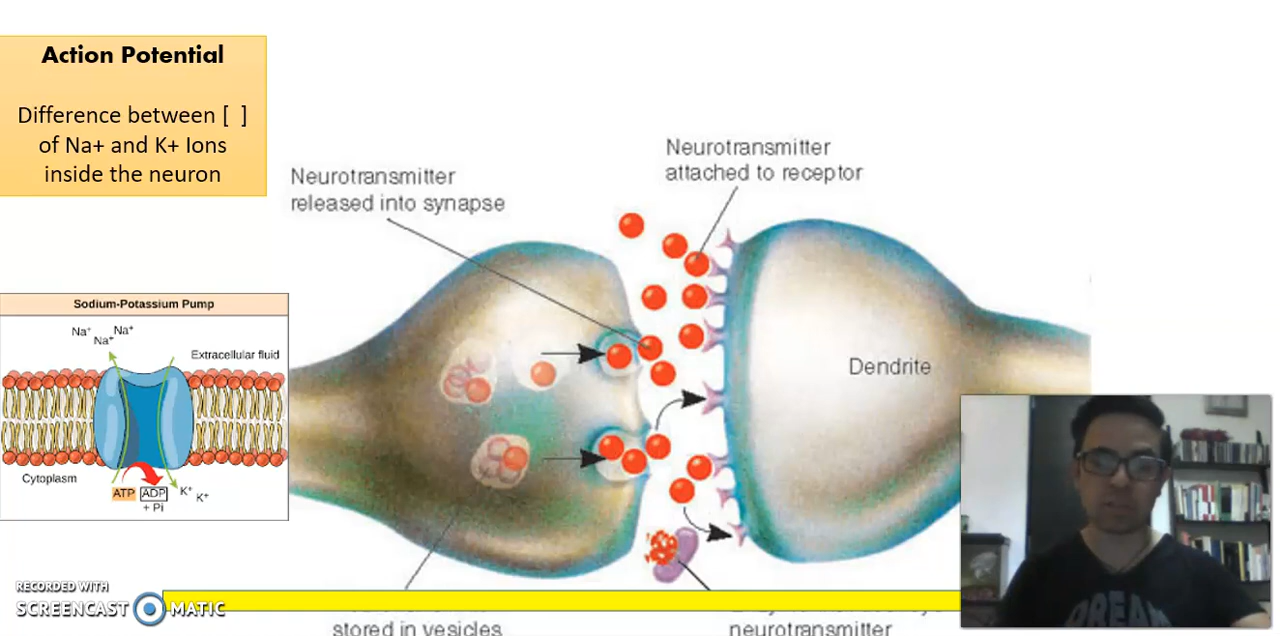 Action Potential
Difference between [ ]
of Na+ and K+ Ions
inside the neuron
Neurotransmitter
released into synapse
Neurotransmitter
attached to receptor
Dendrite
Sodium-Potassium Pump
Na+ Na+
Na+
Extracellular fluid
Cytoplasm
ATP ADP
+ Pi
K+ K+
RECORDED WITH
SCREENCAST MATIC
stored in vesicles
neurotransmitter
DREAM